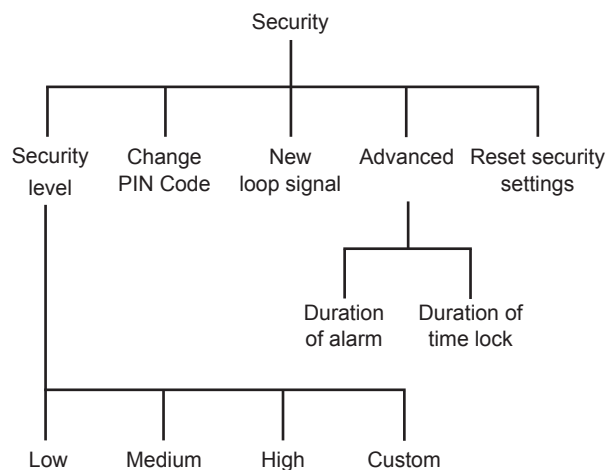 Security
Security
level
Change
PIN Code
New
loop signal
Advanced
Reset security
settings
Duration
of alarm
Duration of
time lock
Low
Medium
High
Custom